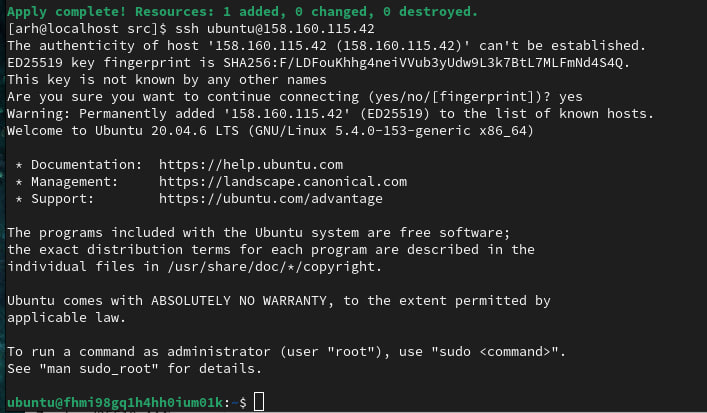 Apply complete! Resources: 1 added, 0 changed, 0 destroyed.
[arh@localhost src]$ ssh ubuntu@158.160.115.42
The authenticity of host '158.160.115.42 (158.160.115.42)' can't be established.
ED25519 key fingerprint is SHA256:F/LDFouKhhg4neiVVub3yUdw9L3k7BtL7MLFmNd4S4Q.
This key is not known by any other names
Are you sure you want to continue connecting (yes/no/[fingerprint])? yes
Warning: Permanently added '158.160.115.42' (ED25519) to the list of known hosts.
Welcome to Ubuntu 20.04.6 LTS (GNU/Linux 5.4.0-153-generic x86_64)
* Documentation:  https://help.ubuntu.com
* Management:     https://landscape.canonical.com
* Support:        https://ubuntu.com/advantage
The programs included with the Ubuntu system are free software;
the exact distribution terms for each program are described in the
individual files in /usr/share/doc/*/copyright.
Ubuntu comes with ABSOLUTELY NO WARRANTY, to the extent permitted by
applicable law.
To run a command as administrator (user "root"), use "sudo <command>".
See "man sudo_root" for details.
ubuntu@fhmi98gq1h4hh0ium01k:~$